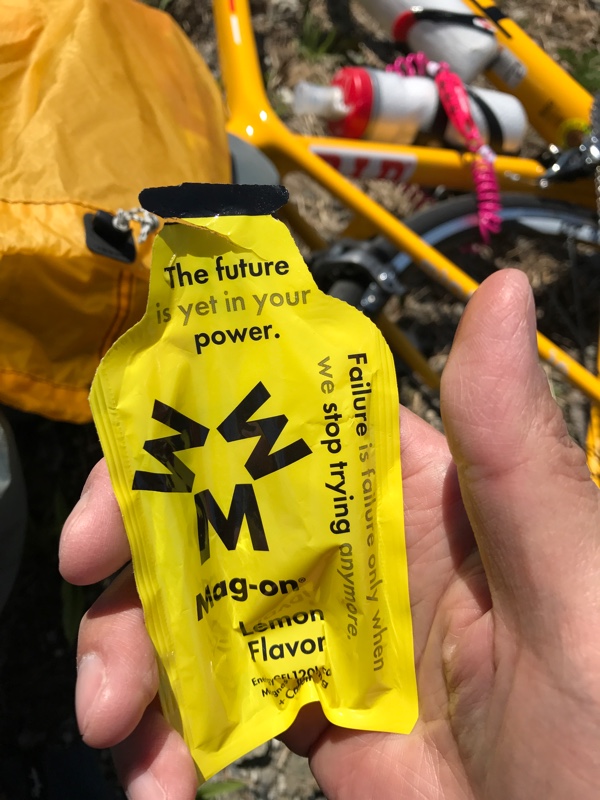 The future
is yet in your
power.
Failure is failure only when
we stop trying anymore.
M
M
M
Mag-on®
Lemon
Flavor